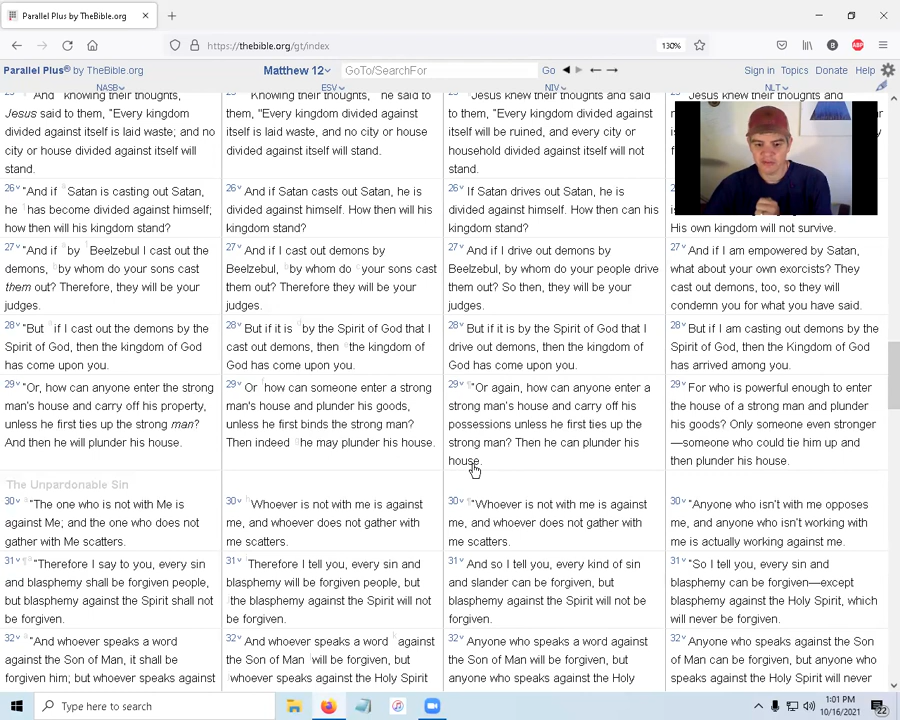 Parallel Plus by TheBible.org
https://thebible.org/gt/index
130%
Parallel Plus® by TheBible.org
Matthew 12
GoTo/SearchFor
Go
Sign in Topics Donate Help
NASB
ESV
NIV
NLT
"And knowing their thoughts,
Jesus said to them, "Every kingdom
divided against itself is laid waste; and no
city or house divided against itself will
stand.
26 "And if Satan is casting out Satan,
he has become divided against himself;
how then will his kingdom stand?
27 "And if by Beelzebul I cast out the
demons, by whom do your sons cast
them out? Therefore, they will be your
judges.
28 "But if I cast out the demons by the
Spirit of God, then the kingdom of God
has come upon you.
29 "Or, how can anyone enter the strong
man's house and carry off his property,
unless he first ties up the strong man?
And then he will plunder his house.
The Unpardonable Sin
30 "The one who is not with Me is
against Me; and the one who does not
gather with Me scatters.
31 "Therefore I say to you, every sin
and blasphemy shall be forgiven people,
but blasphemy against the Spirit shall not
be forgiven.
32 "And whoever speaks a word
against the Son of Man, it shall be
forgiven him; but whoever speaks against
Knowing their thoughts, he said to
them, "Every kingdom divided against
itself is laid waste, and no city or house
divided against itself will stand.
26 And if Satan casts out Satan, he is
divided against himself. How then will his
kingdom stand?
27 And if I cast out demons by
Beelzebul, by whom do your sons cast
them out? Therefore they will be your
judges.
28 But if it is by the Spirit of God that I
cast out demons, then the kingdom of
God has come upon you.
29 Or how can someone enter a strong
man's house and plunder his goods,
unless he first binds the strong man?
Then indeed he may plunder his house.
30 Whoever is not with me is against
me, and whoever does not gather with
me scatters.
31 Therefore I tell you, every sin and
blasphemy will be forgiven people, but
the blasphemy against the Spirit will not
be forgiven.
32 And whoever speaks a word against
the Son of Man will be forgiven, but
whoever speaks against the Holy Spirit
Jesus knew their thoughts and said
to them, "Every kingdom divided against
itself will be ruined, and every city or
household divided against itself will not
stand.
26 If Satan drives out Satan, he is
divided against himself. How then can his
kingdom stand?
27 And if I drive out demons by
Beelzebul, by whom do your people drive
them out? So then, they will be your
judges.
28 But if it is by the Spirit of God that I
drive out demons, then the kingdom of
God has come upon you.
29 "Or again, how can anyone enter a
strong man's house and carry off his
possessions unless he first ties up the
strong man? Then he can plunder his
house.
30 "Whoever is not with me is against
me, and whoever does not gather with
me scatters.
31 And so I tell you, every kind of sin
and slander can be forgiven, but
blasphemy against the Spirit will not be
forgiven.
32 Anyone who speaks a word against
the Son of Man will be forgiven, but
anyone who speaks against the Holy
Jesus knew their thoughts and
His own kingdom will not survive.
27 And if I am empowered by Satan,
what about your own exorcists? They
cast out demons, too, so they will
condemn you for what you have said.
28 But if I am casting out demons by the
Spirit of God, then the Kingdom of God
has arrived among you.
29 For who is powerful enough to enter
the house of a strong man and plunder
his goods? Only someone even stronger
—someone who could tie him up and
then plunder his house.
30 "Anyone who isn't with me opposes
me, and anyone who isn't working with
me is actually working against me.
31 "So I tell you, every sin and
blasphemy can be forgiven—except
blasphemy against the Holy Spirit, which
will never be forgiven.
32 Anyone who speaks against the Son
of Man can be forgiven, but anyone who
speaks against the Holy Spirit will never
Type here to search
1:01 PM
10/16/2021
22